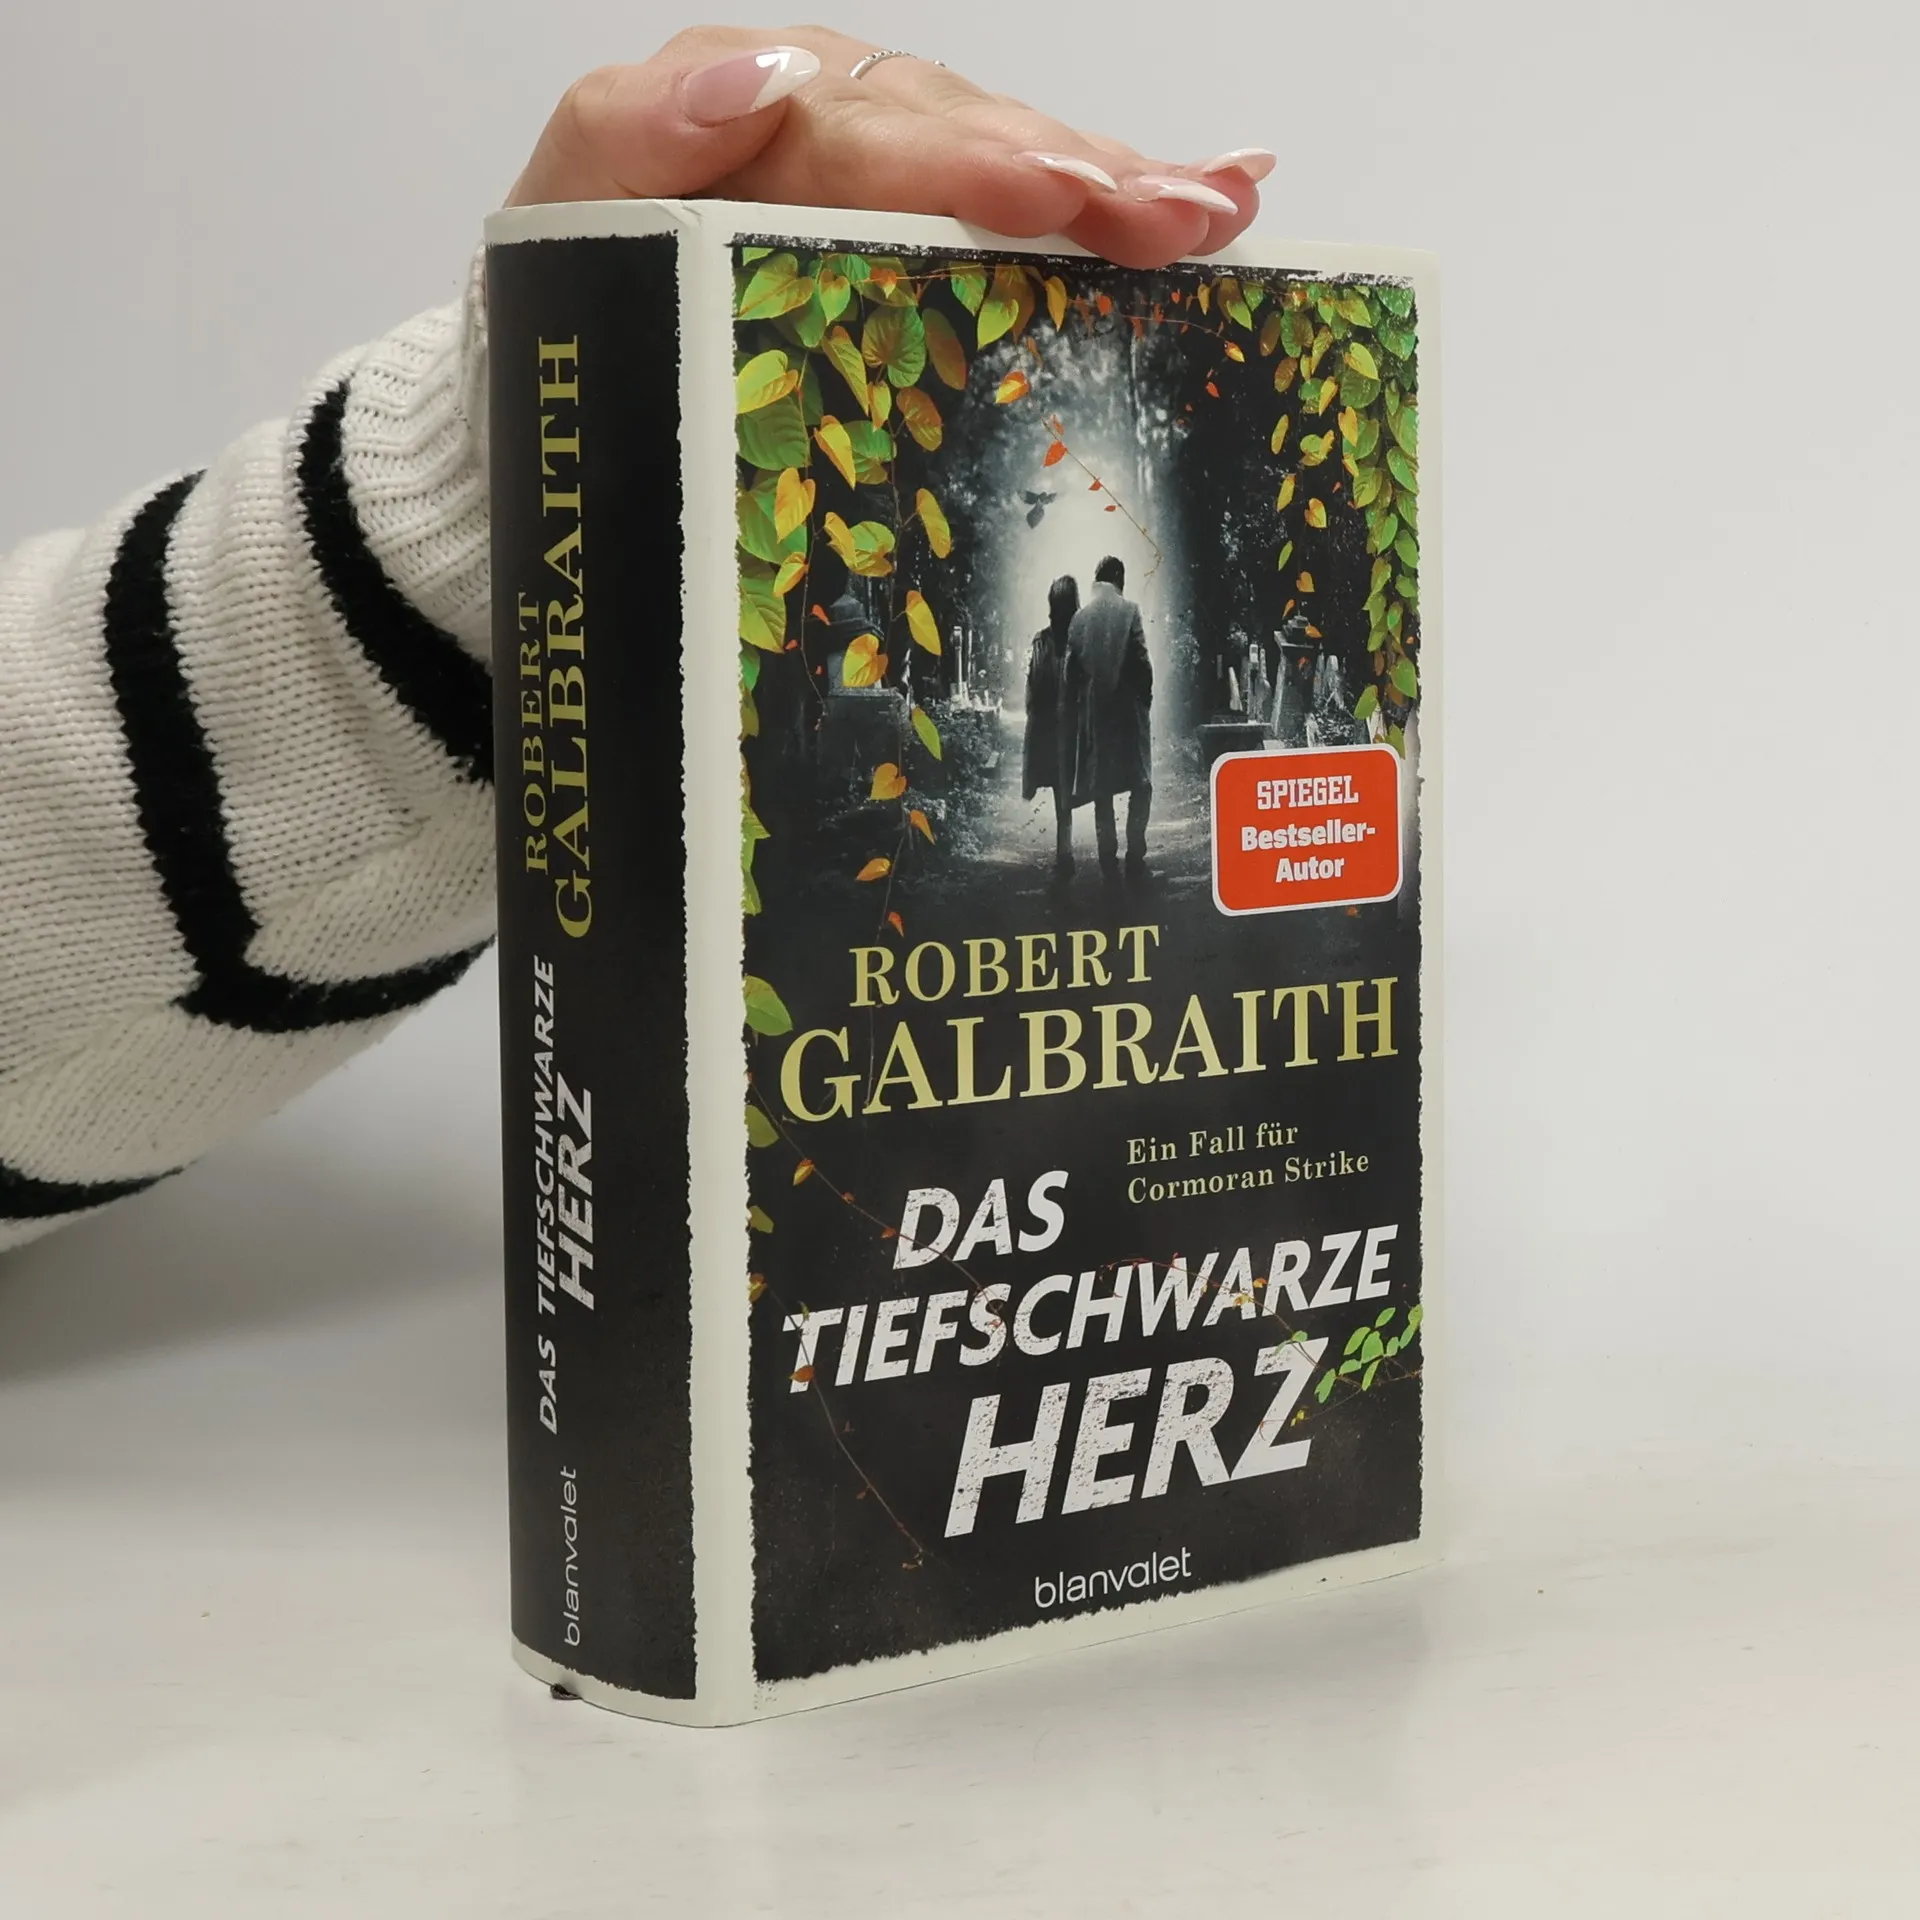 ROBERT
GALBRAITH
DAS TIEFSCHWARZE
HERZ
blanvalet
SPIEGEL
Bestseller-
Autor
ROBERT
GALBRAITH
Ein Fall für
Cormoran Strike
DAS
TIEFSCHWARZE
HERZ
blanvalet